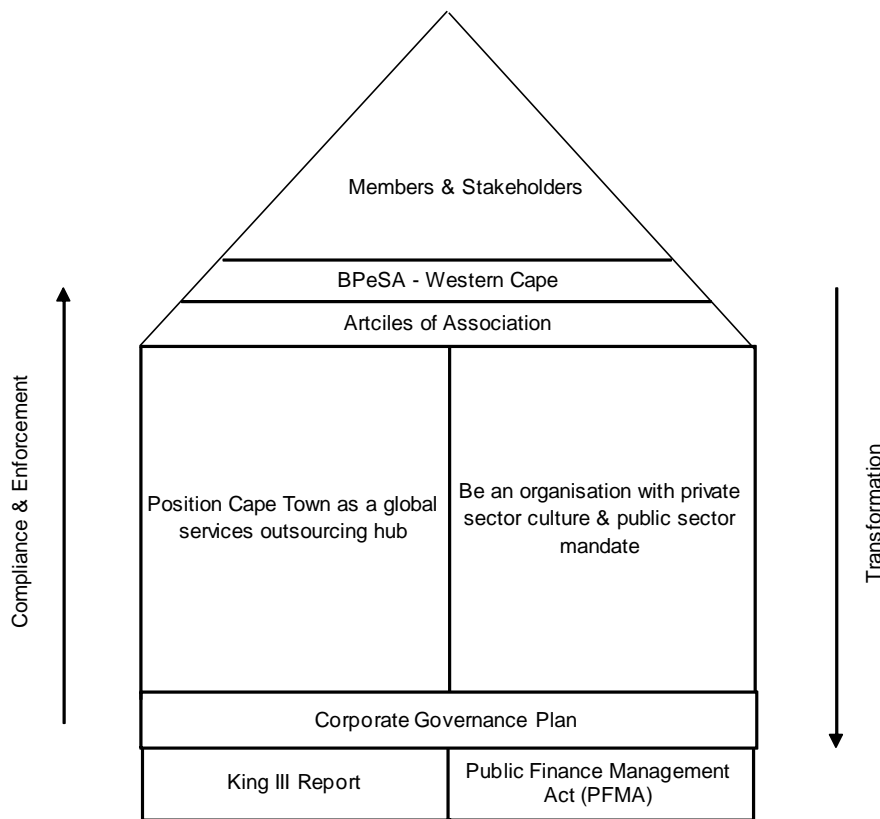 Members & Stakeholders
BPeSA - Western Cape
Artciles of Association
Compliance & Enforcement
Position Cape Town as a global
services outsourcing hub
Be an organisation with private
sector culture & public sector
mandate
Transformation
Corporate Governance Plan
King III Report
Public Finance Management
Act (PFMA)